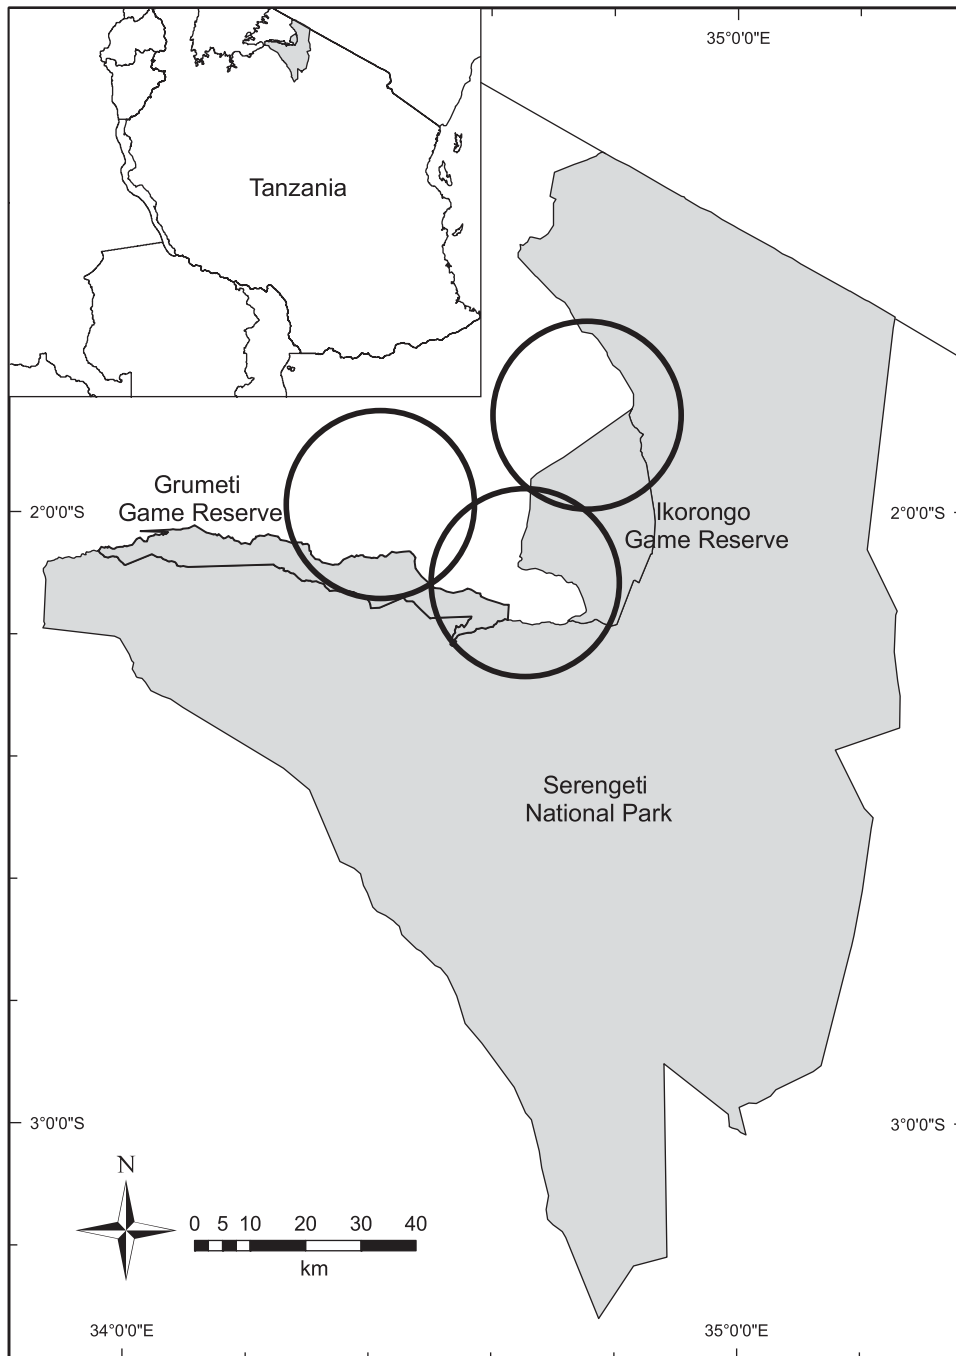 35°0'0"E
Tanzania
Grumeti
Game Reserve
2°0'0"S
2°0'0"S
Ikorongo
Game Reserve
Serengeti
National Park
3°0'0"S
3°0'0"S
N
0 5 10 20 30 40
km
34°0'0"E
35°0'0"E